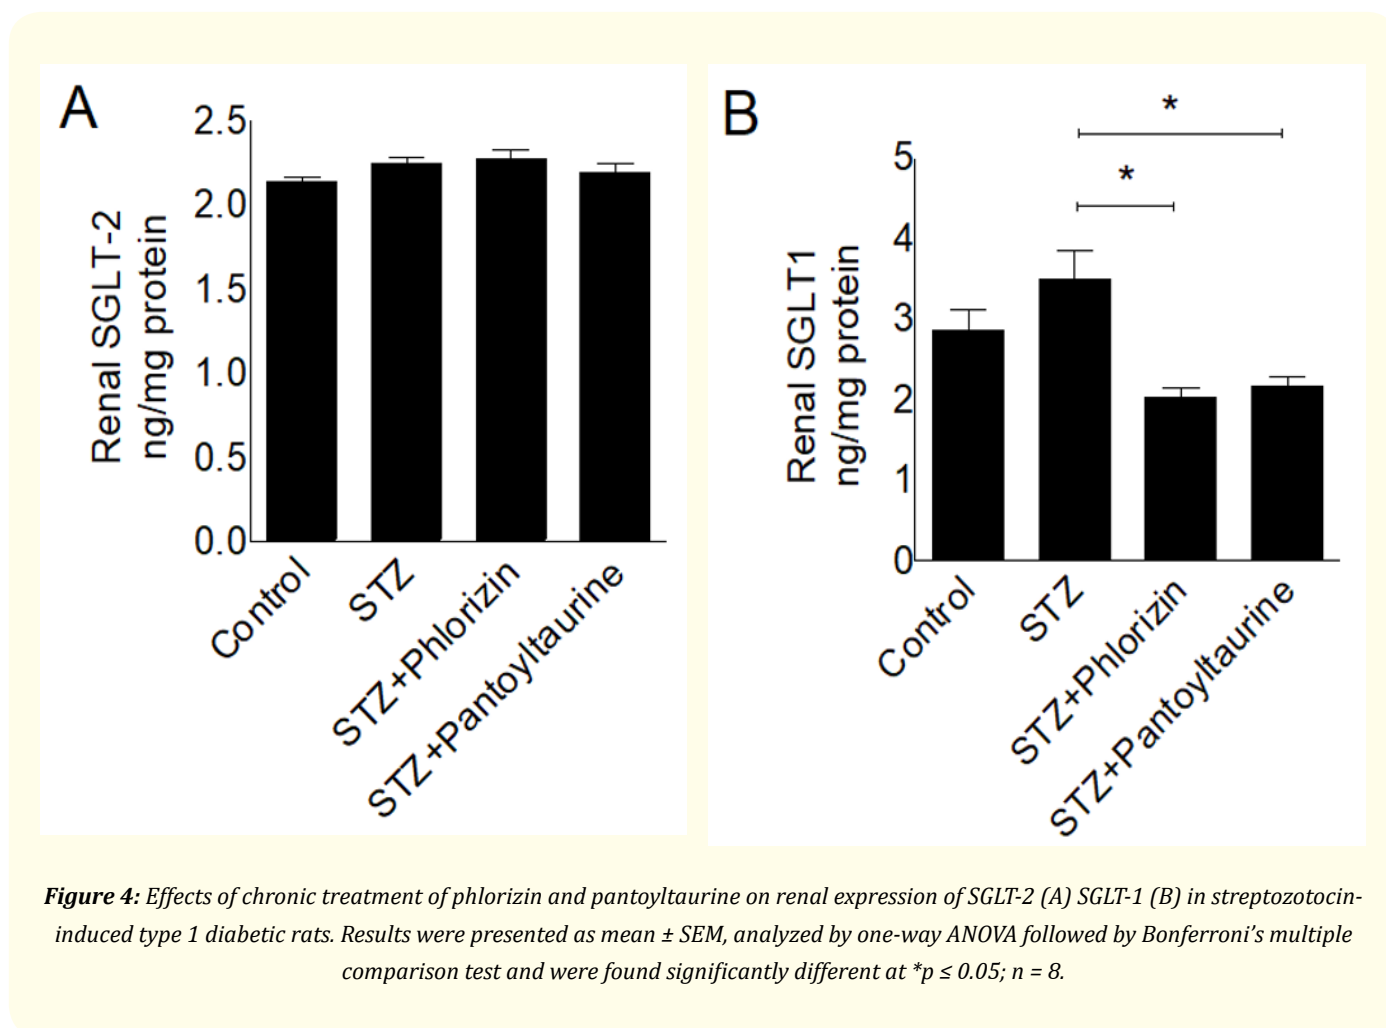 A
2.5
2.0
1.5
1.0
0.5
0.0
Renal SGLT-2
ng/mg protein
Control
STZ
STZ+Phlorizin
STZ+Pantoyltaurine
B
*
*
5
4
3
2
1
0
Renal SGLT1
ng/mg protein
Control
STZ
STZ+Phlorizin
STZ+Pantoyltaurine
Figure 4: Effects of chronic treatment of phlorizin and pantoyltaurine on renal expression of SGLT-2 (A) SGLT-1 (B) in streptozotocin-
induced type 1 diabetic rats. Results were presented as mean ± SEM, analyzed by one-way ANOVA followed by Bonferroni’s multiple
comparison test and were found significantly different at *p ≤ 0.05; n = 8.